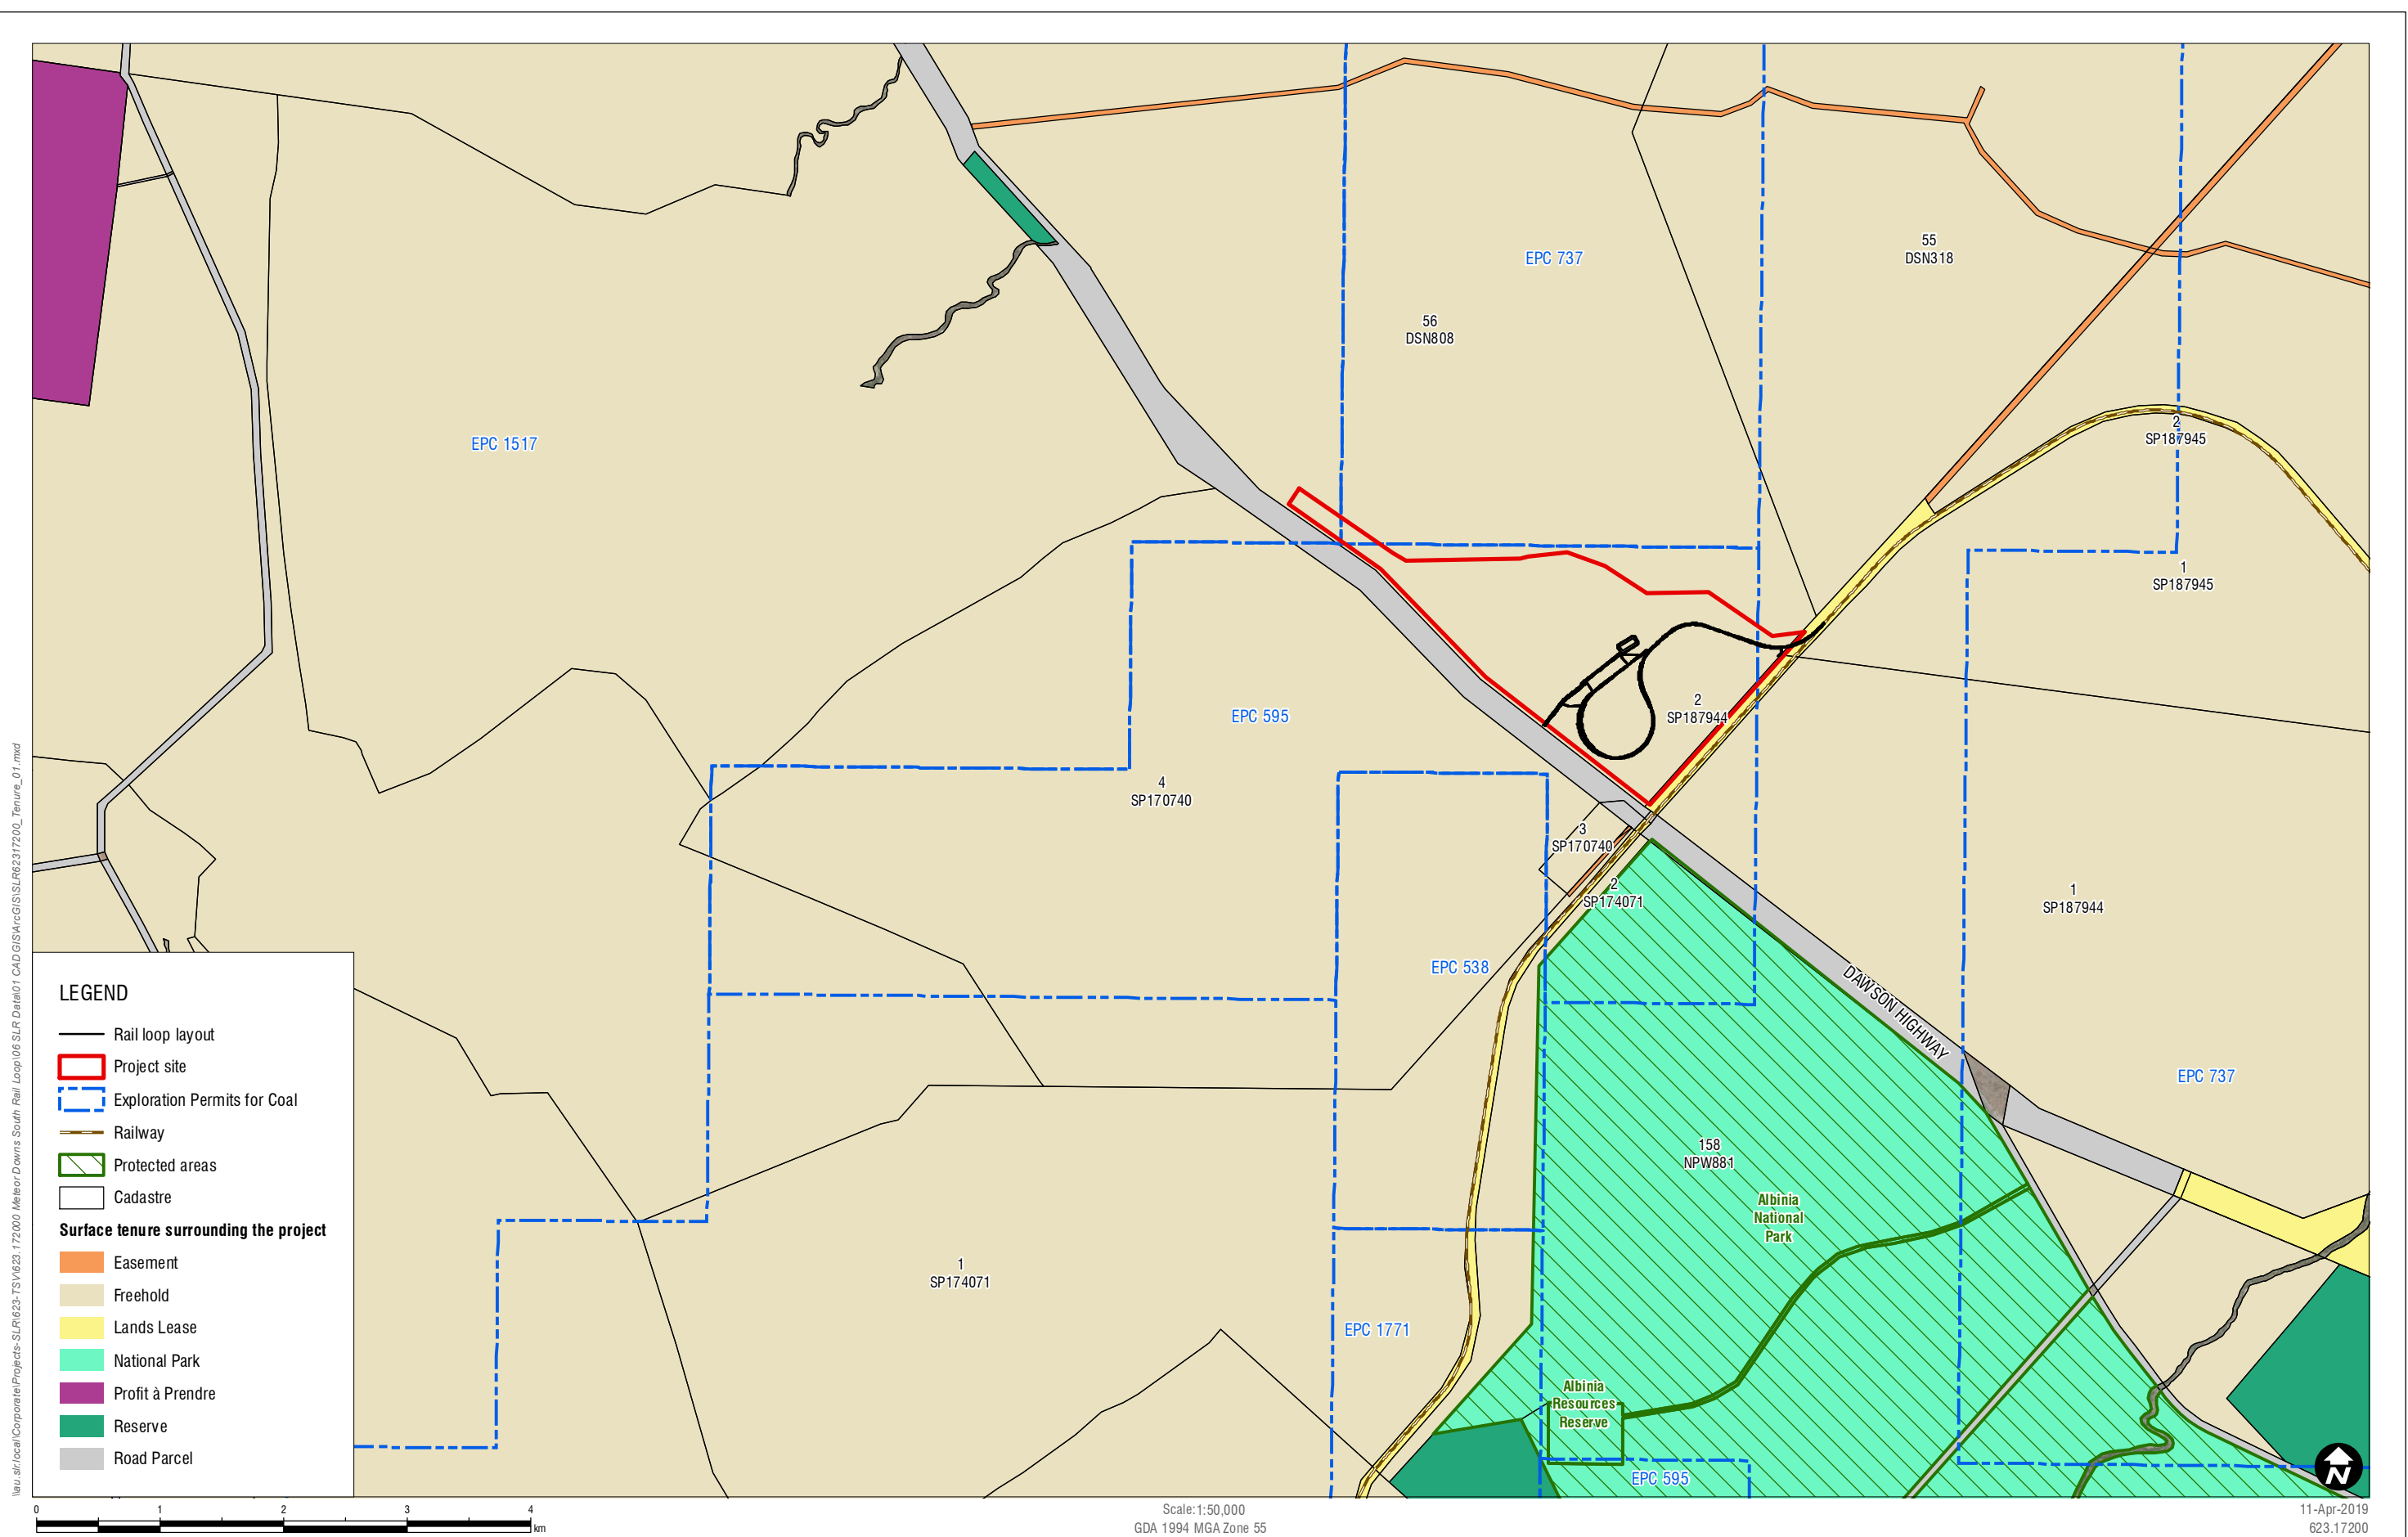 EPC 737
55
DSN318
56
DSN808
EPC 1517
2
SP187945
1
SP187945
EPC 595
2
SP187944
4
SP170740
3
SP170740
2
SP174071
1
SP187944
EPC 538
DAWSON HIGHWAY
EPC 737
158
NPW881
Albinia
National
Park
1
SP174071
EPC 1771
Albinia
Resources
Reserve
EPC 595
LEGEND
Rail loop layout
Project site
Exploration Permits for Coal
Railway
Protected areas
Cadastre
Surface tenure surrounding the project
Easement
Freehold
Lands Lease
National Park
Profit à Prendre
Reserve
Road Parcel
N
0 1 2 3 4
km
Scale:1:50,000
GDA 1994 MGA Zone 55
11-Apr-2019
623.17200